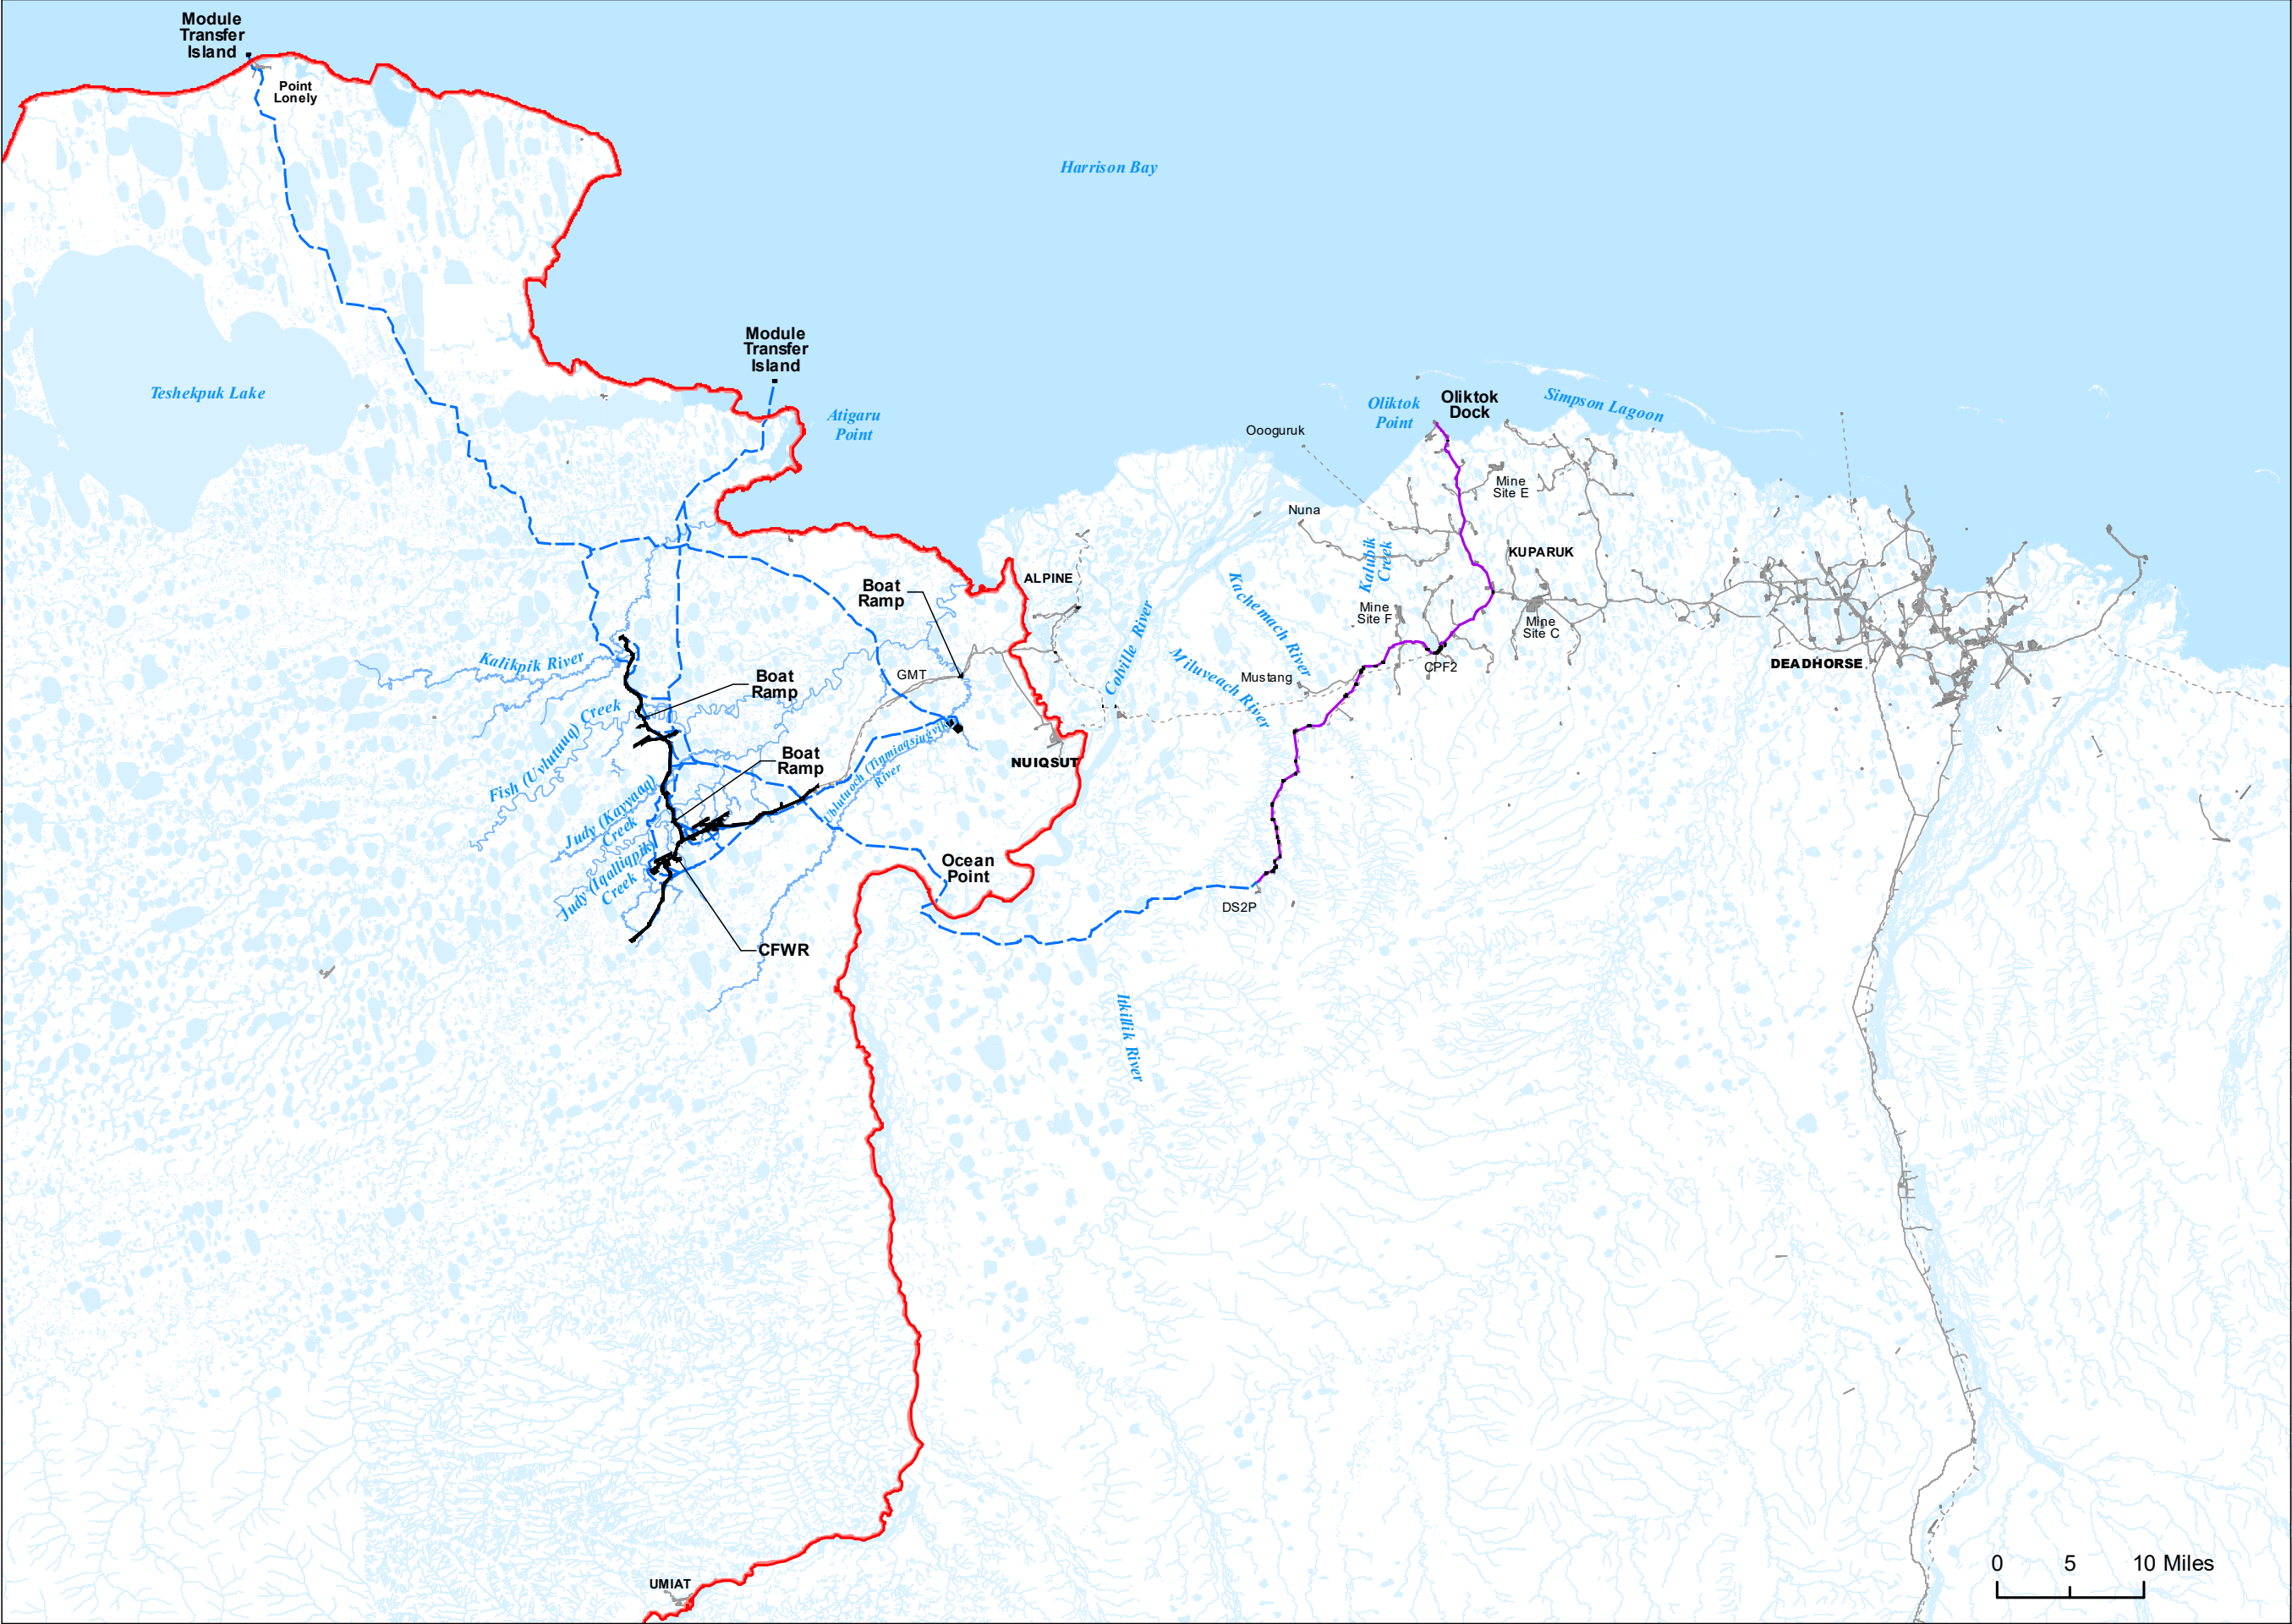 Module
Transfer
Island
Point
Lonely
Harrison Bay
Module
Transfer
Island
Teshekpuk Lake
Atigaru
Point
Oliktok
Point
Oliktok
Dock
Simpson Lagoon
Oooguruk
Mine
Site E
Nuna
Kalubik
Creek
KUPARUK
ALPINE
Boat
Ramp
Kachemach River
Colville River
Mine
Site F
Mine
Site C
Kalikpik River
GMT
Miluveach River
Mustang
CPF2
DEADHORSE
Boat
Ramp
Fish (Uvlutuuq) Creek
Boat
Ramp
NUIQSUT
Ublutuoch (Tinmiaqsiugvik)
River
Judy (Kayyaaq)
Creek
Judy (Iqalliqpik)
Creek
Ocean
Point
DS2P
CFWR
Itkillik River
UMIAT
0 5 10 Miles